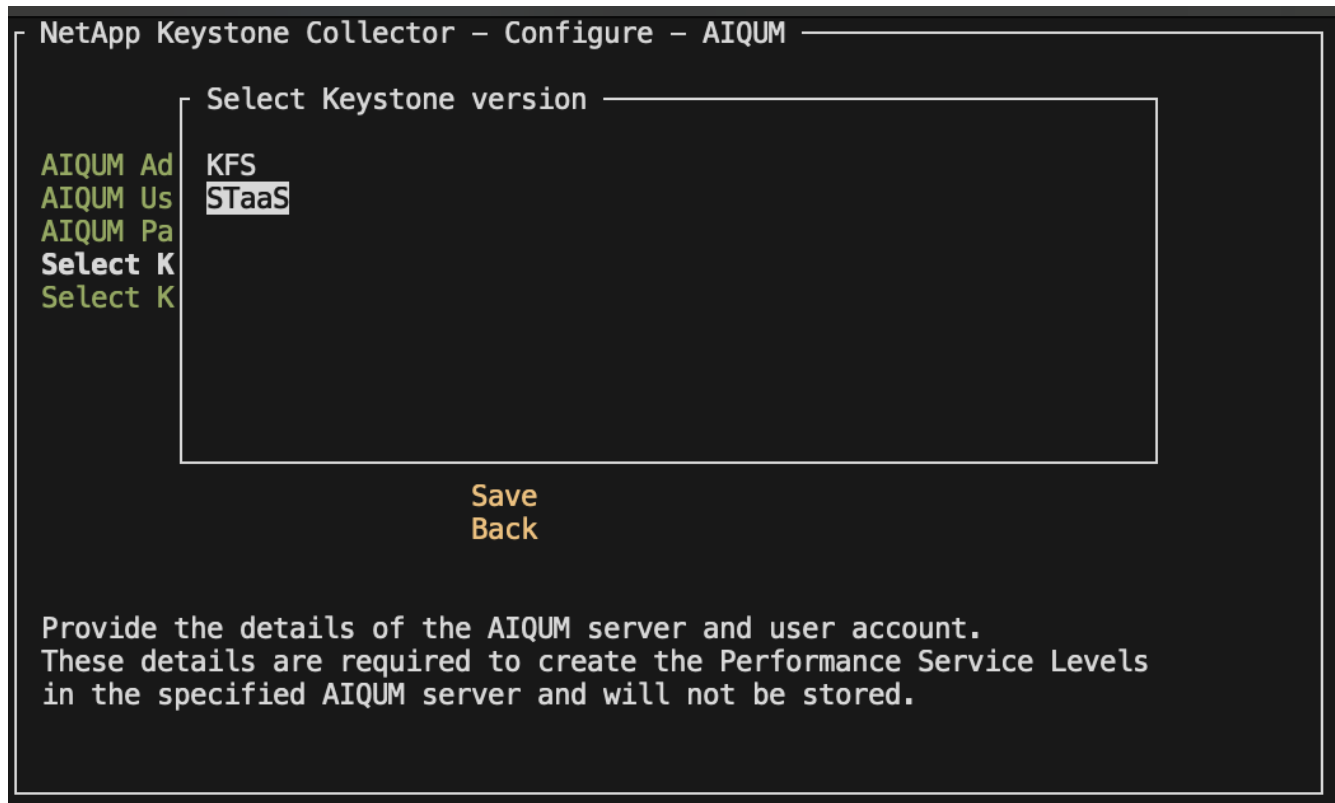 NetApp Keystone Collector – Configure – AIQUM
Select Keystone version
AIQUM Ad
KFS
AIQUM Us
STaaS
AIQUM Pa
Select K
Select K
Save
Back
Provide the details of the AIQUM server and user account.
These details are required to create the Performance Service Levels
in the specified AIQUM server and will not be stored.